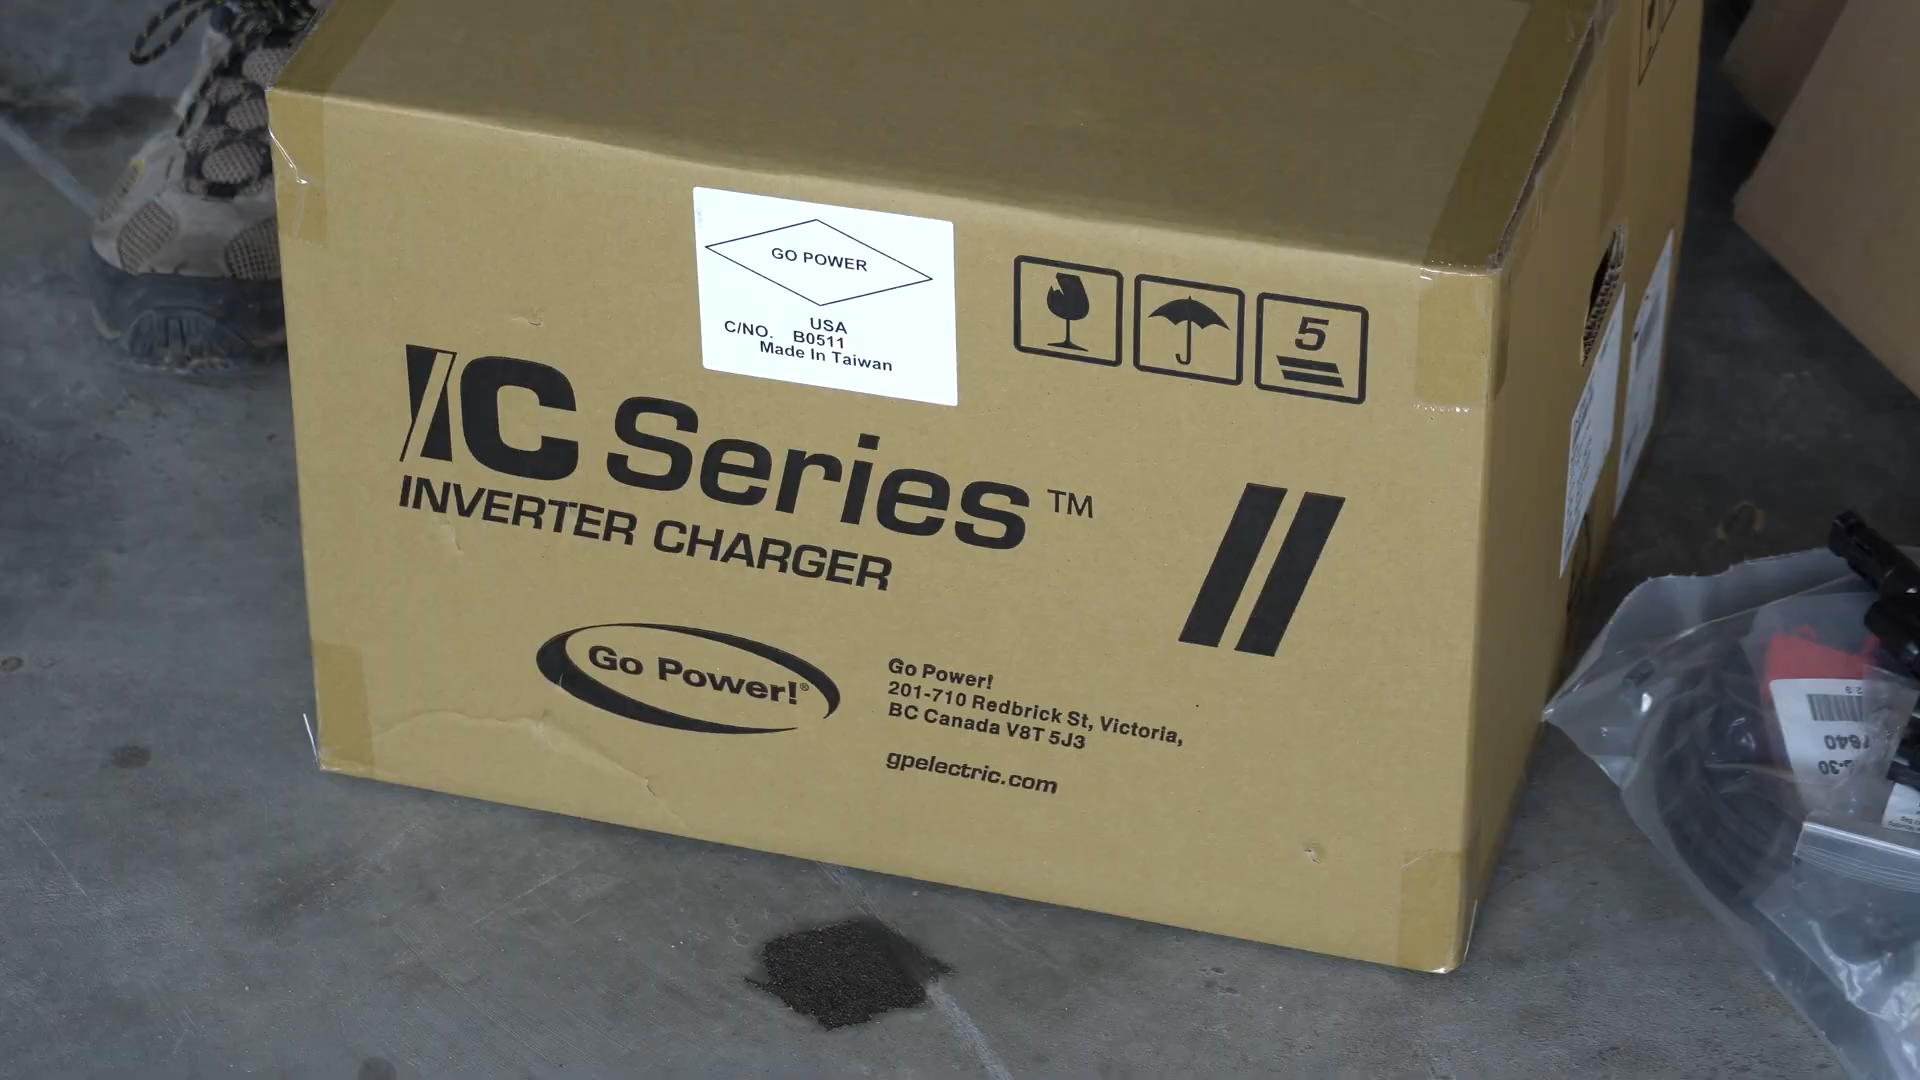 GO POWER
USA
C/NO. B0511
Made In Taiwan
5
IC Series™
INVERTER CHARGER
Go Power!®
Go Power!
201-710 Redbrick St, Victoria,
BC Canada V8T 5J3
gpelectric.com